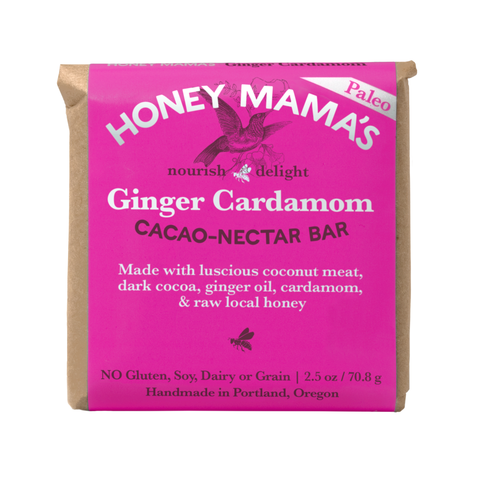 HONEY MAMA'S Ginger Cardamom
HONEY MAMA'S
Paleo
nourish delight
Ginger Cardamom
CACAO-NECTAR BAR
Made with luscious coconut meat,
dark cocoa, ginger oil, cardamom,
& raw local honey
NO Gluten, Soy, Dairy or Grain | 2.5 oz / 70.8 g
Handmade in Portland, Oregon